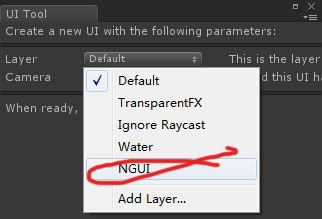 UI Tool
Create a new UI with the following parameters:
Layer Default This is the layer
Camera d this UI ha
Default
TransparentFX
Ignore Raycast
Water
NGUI
Add Layer...
When ready,